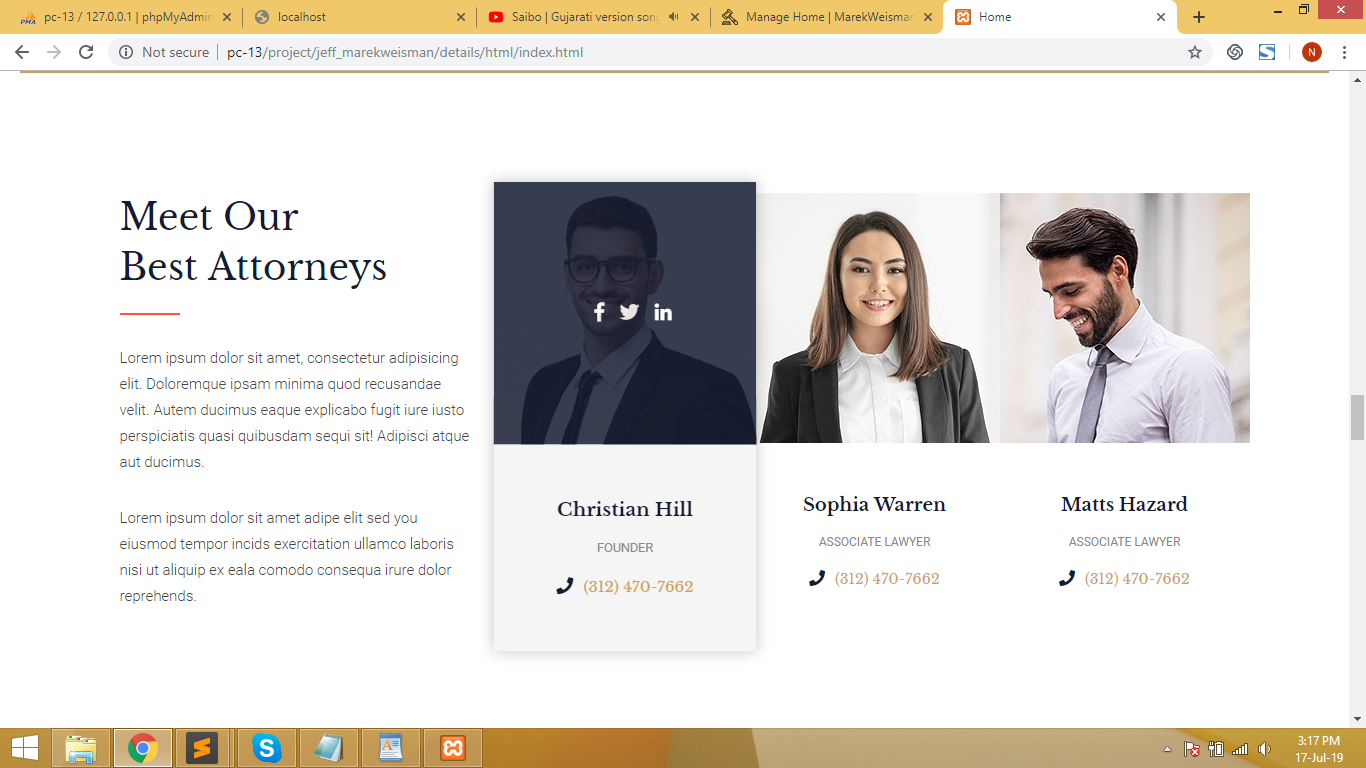 pc-13 / 127.0.0.1 | phpMyAdmin
localhost
Saibo | Gujarati version song
Manage Home | MarekWeisman
Home
Not secure
pc-13/project/jeff_marekweisman/details/html/index.html
N
Meet Our
Best Attorneys
Lorem ipsum dolor sit amet, consectetur adipisicing
elit. Doloremque ipsam minima quod recusandae
velit. Autem ducimus eaque explicabo fugit iure iusto
perspiciatis quasi quibusdam sequi sit! Adipisci atque
aut ducimus.
Lorem ipsum dolor sit amet adipe elit sed you
eiusmod tempor incids exercitation ullamco laboris
nisi ut aliquip ex eala comodo consequa irure dolor
reprehends.
Christian Hill
FOUNDER
(312) 470-7662
Sophia Warren
ASSOCIATE LAWYER
(312) 470-7662
Matts Hazard
ASSOCIATE LAWYER
(312) 470-7662
3:17 PM
17-Jul-19